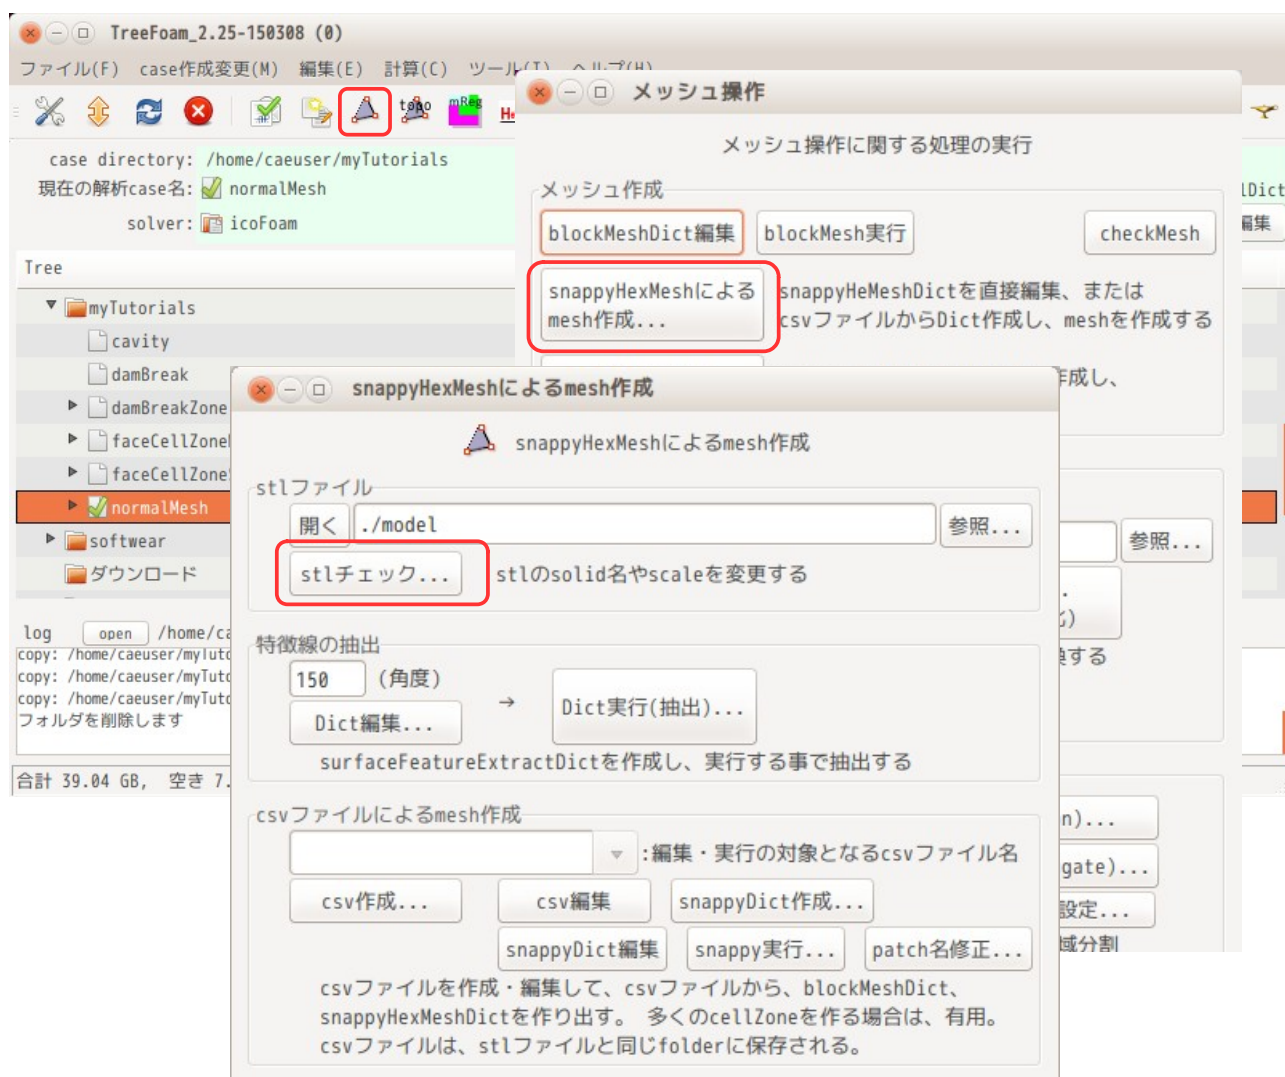 TreeFoam_2.25-150308 (0)
ファイル(F) case作成変更(M) 編集(E) 計算(C) ツール(T) ヘルプ(H)
topo
mReg
case directory: /home/caeuser/myTutorials
現在の解析case名: normalMesh
solver: icoFoam
lDict
編集
Tree
myTutorials
cavity
damBreak
damBreakZone
faceCellZone
faceCellZone
normalMesh
softwear
ダウンロード
log open /home/ca
copy: /home/caeuser/myTuto
copy: /home/caeuser/myTuto
copy: /home/caeuser/myTuto
フォルダを削除します
合計 39.04 GB, 空き 7.
メッシュ操作
メッシュ操作に関する処理の実行
メッシュ作成
blockMeshDict編集 blockMesh実行 checkMesh
snappyHexMeshによる
mesh作成...
snappyHeMeshDictを直接編集、または
csvファイルからDict作成し、meshを作成する
作成し、
参照...
換する
n)...
gate)...
設定...
域分割
snappyHexMeshによるmesh作成
snappyHexMeshによるmesh作成
stlファイル
開く ./model 参照...
stlチェック... stlのsolid名やscaleを変更する
特徴線の抽出
150 (角度)
→
Dict編集... Dict実行(抽出)...
surfaceFeatureExtractDictを作成し、実行する事で抽出する
csvファイルによるmesh作成
:編集・実行の対象となるcsvファイル名
csv作成... csv編集 snappyDict作成...
snappyDict編集 snappy実行... patch名修正...
csvファイルを作成・編集して、csvファイルから、blockMeshDict、
snappyHexMeshDictを作り出す。 多くのcellZoneを作る場合は、有用。
csvファイルは、stlファイルと同じfolderに保存される。